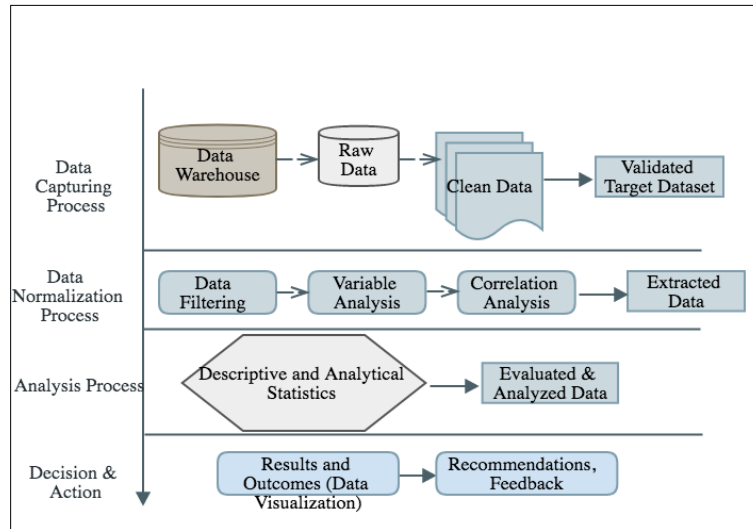 Data
Capturing
Process
Data
Warehouse
Raw
Data
Clean Data
Validated
Target Dataset
Data
Normalization
Process
Data
Filtering
Variable
Analysis
Correlation
Analysis
Extracted
Data
Analysis Process
Descriptive and Analytical
Statistics
Evaluated &
Analyzed Data
Decision &
Action
Results and
Outcomes (Data
Visualization)
Recommendations,
Feedback